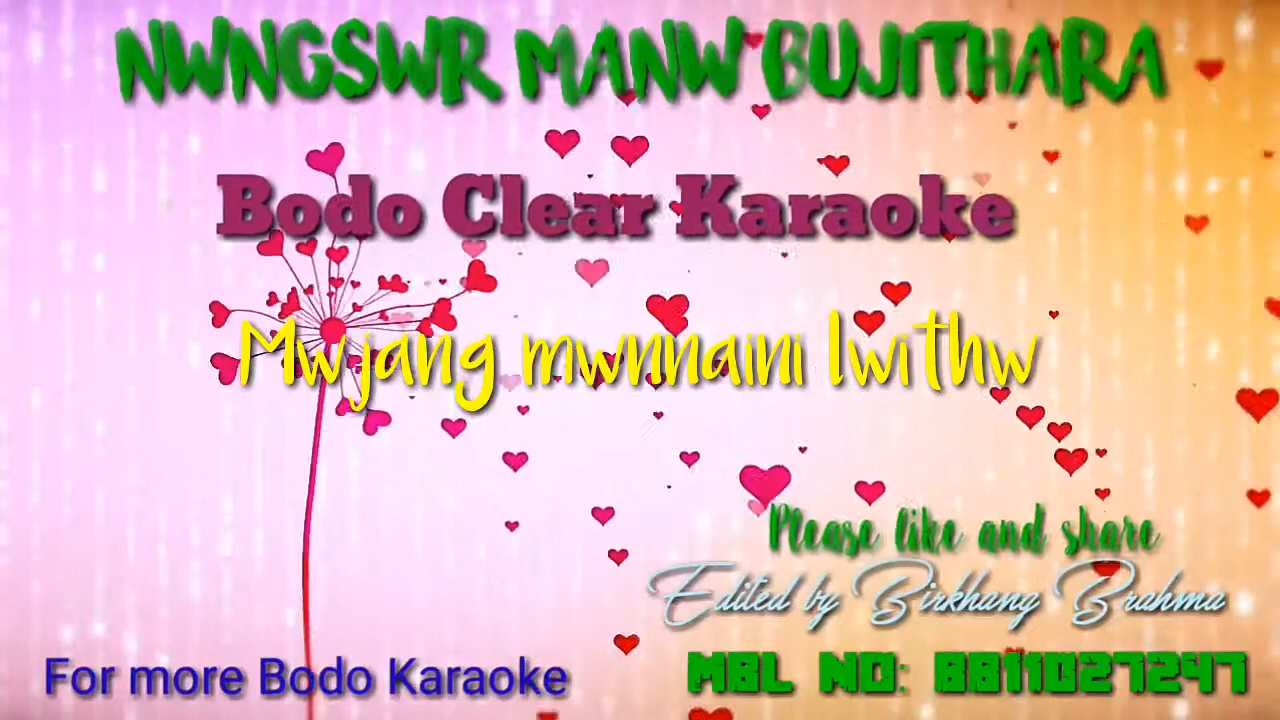 NWNGSWR MANW BUJITHARA
Bodo Clear Karaoke
Mwjang mwnnaini lwithw
Please like and share
Edited by Birkhang Brahma
For more Bodo Karaoke
MBL NO: 8811027247